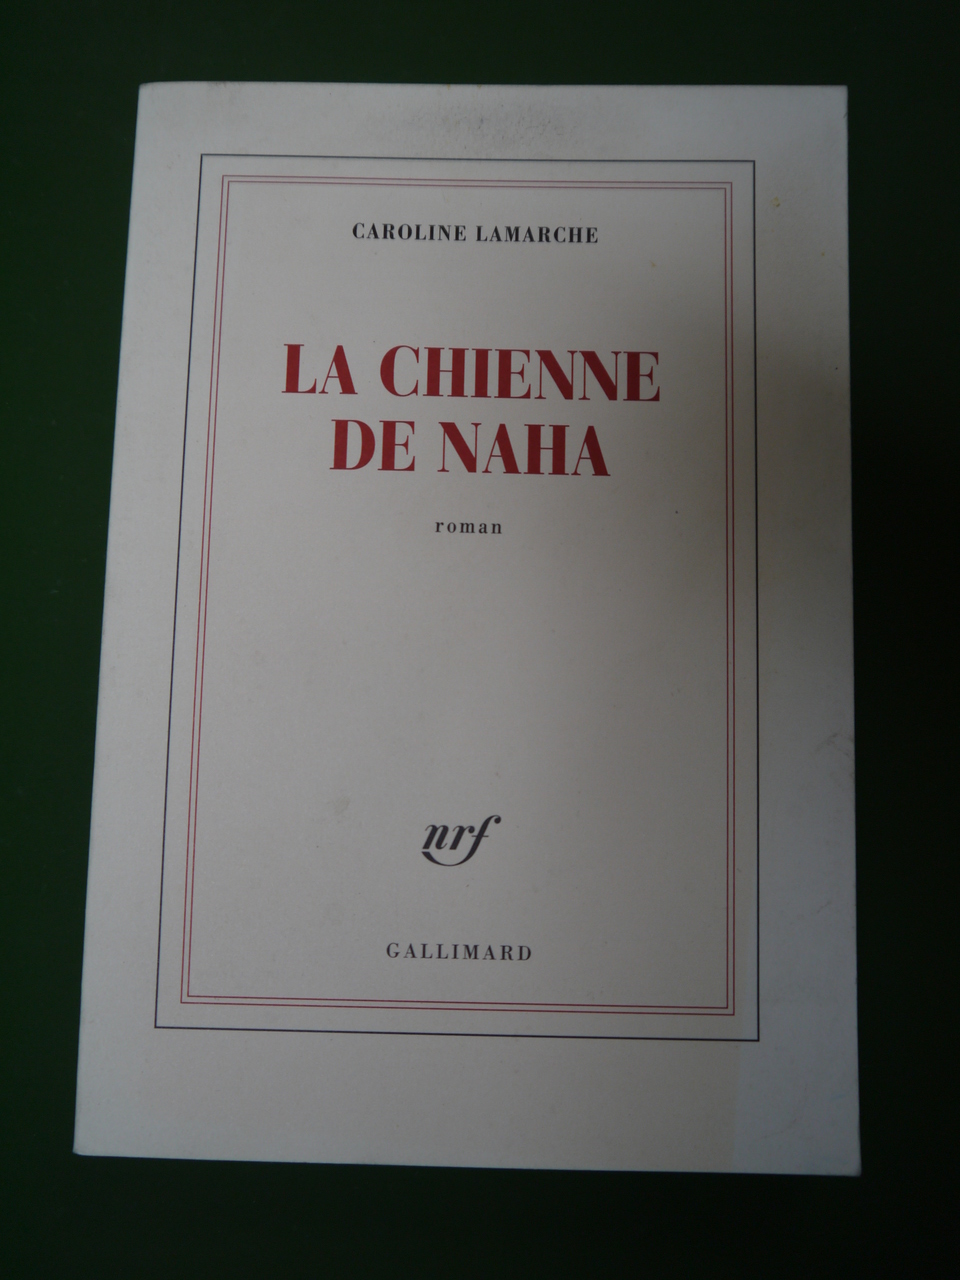 CAROLINE LAMARCHE
LA CHIENNE
DE NAHA
roman
nrf
GALLIMARD